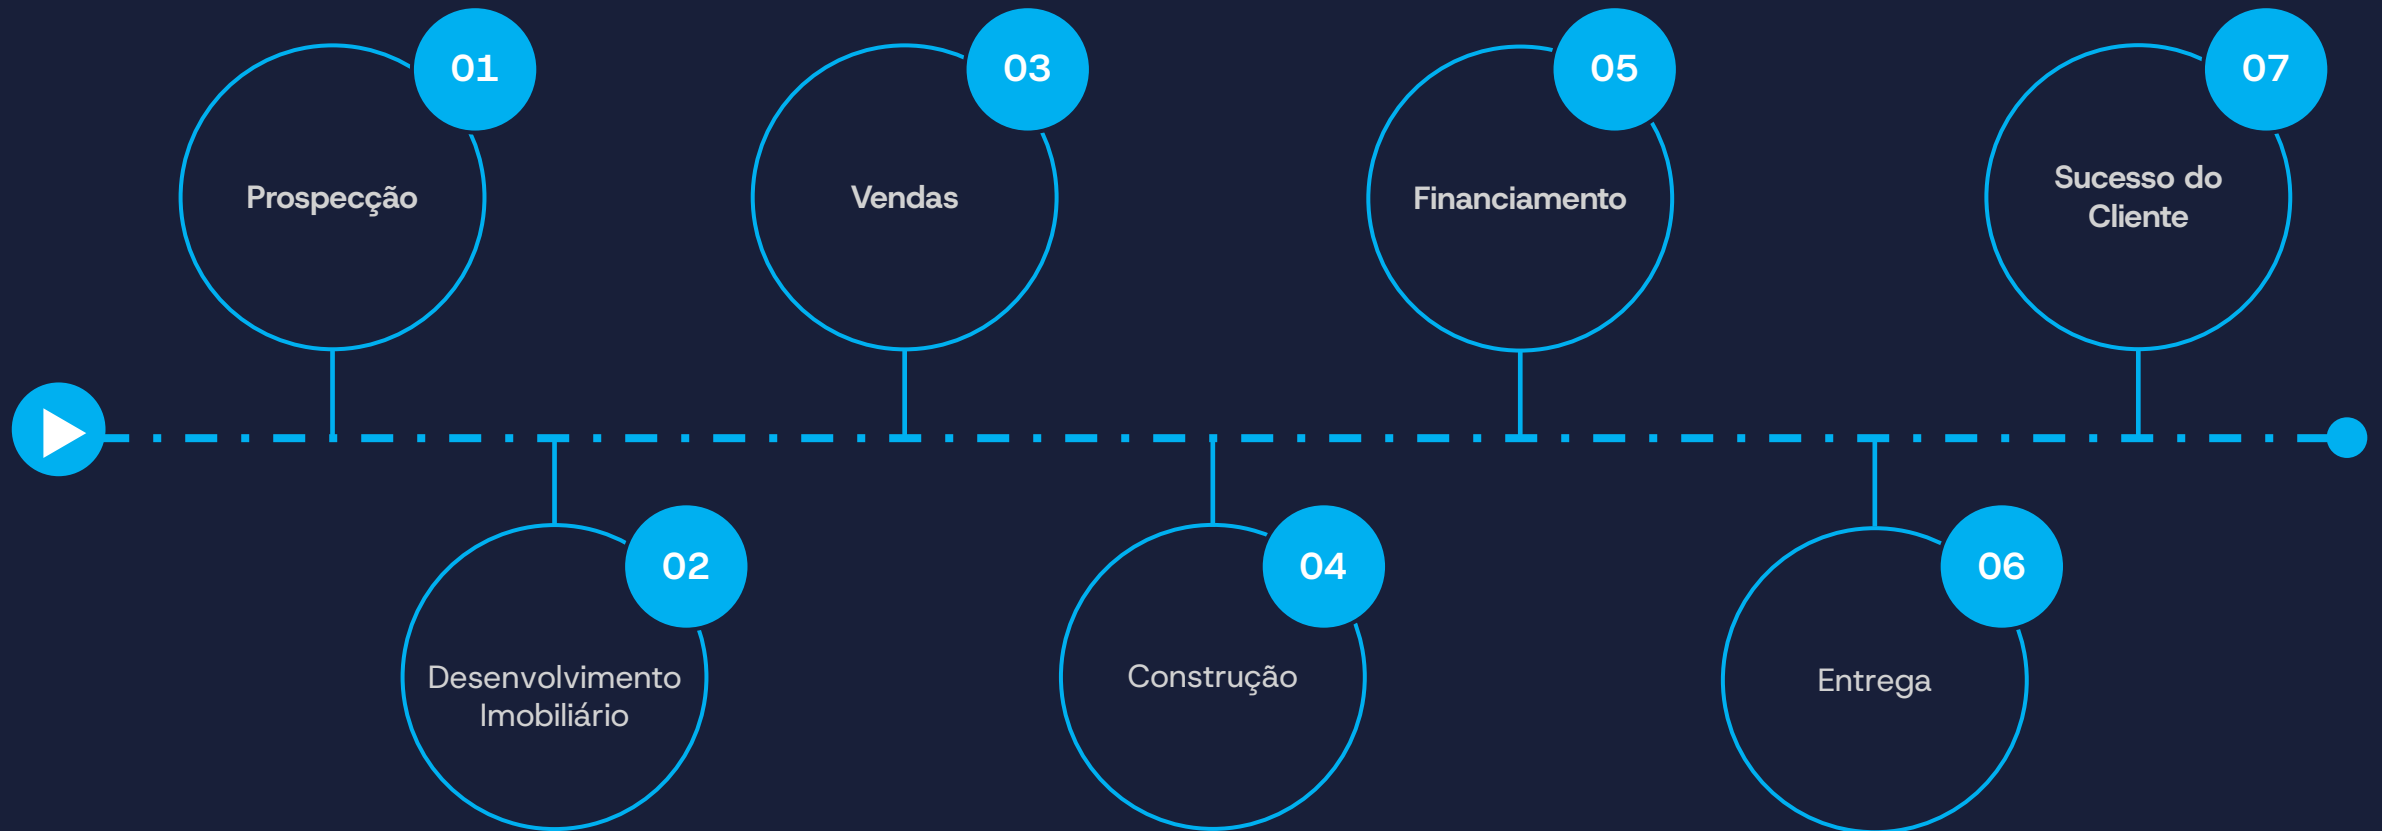 01
Prospecção
02
Desenvolvimento
Imobiliário
03
Vendas
04
Construção
05
Financiamento
06
Entrega
07
Sucesso do
Cliente